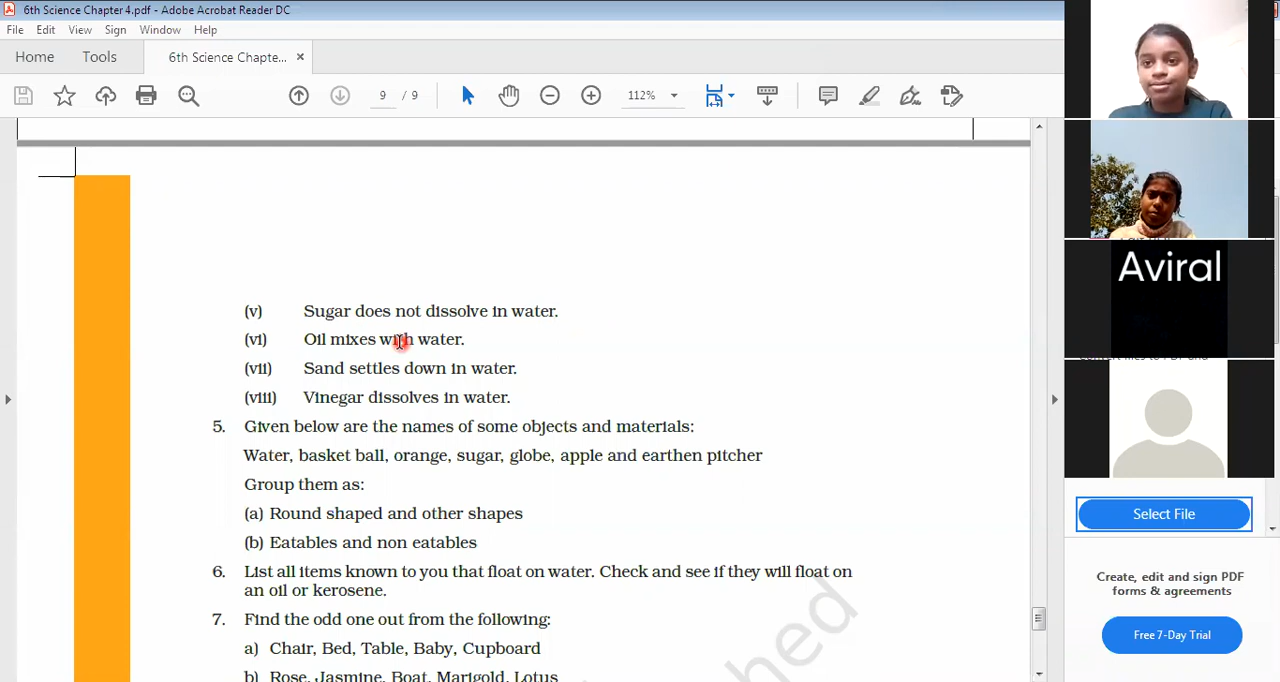 6th Science Chapter 4.pdf - Adobe Acrobat Reader DC
File Edit View Sign Window Help
Home Tools 6th Science Chapte... ×
9 / 9 112%
(v) Sugar does not dissolve in water.
(vi) Oil mixes with water.
(vii) Sand settles down in water.
(viii) Vinegar dissolves in water.
5. Given below are the names of some objects and materials:
Water, basket ball, orange, sugar, globe, apple and earthen pitcher
Group them as:
(a) Round shaped and other shapes
(b) Eatables and non eatables
6. List all items known to you that float on water. Check and see if they will float on
an oil or kerosene.
7. Find the odd one out from the following:
a) Chair, Bed, Table, Baby, Cupboard
b) Rose, Jasmine, Boat, Marigold, Lotus
Aviral
Select File
Create, edit and sign PDF
forms & agreements
Free 7-Day Trial